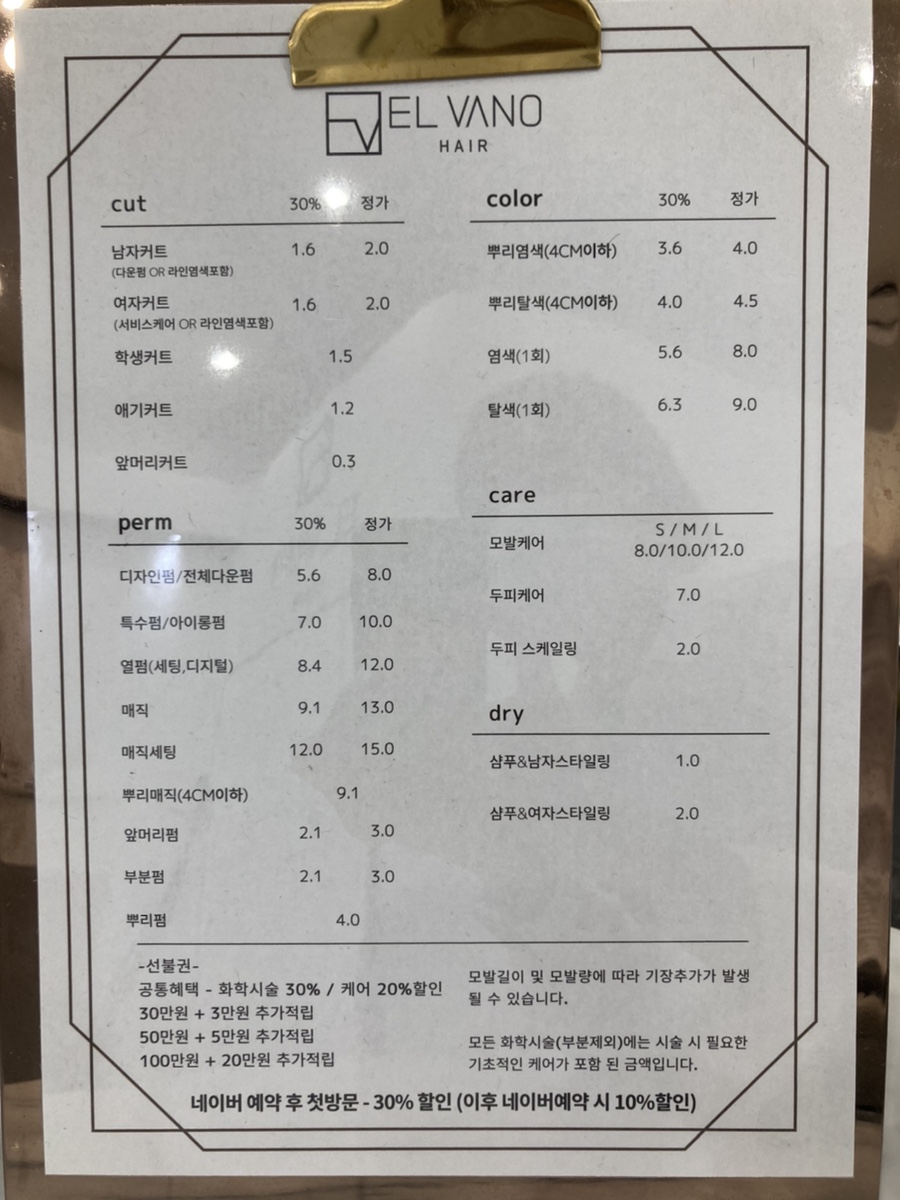 EL VANO
HAIR
cut 30% 정가
남자커트 1.6 2.0
(다운펌 OR 라인염색포함)
여자커트 1.6 2.0
(서비스케어 OR 라인염색포함)
학생커트 1.5
애기커트 1.2
앞머리커트 0.3
perm 30% 정가
디자인펌/전체다운펌 5.6 8.0
특수펌/아이롱펌 7.0 10.0
열펌(세팅,디지털) 8.4 12.0
매직 9.1 13.0
매직세팅 12.0 15.0
뿌리매직(4CM이하) 9.1
앞머리펌 2.1 3.0
부분펌 2.1 3.0
뿌리펌 4.0
color 30% 정가
뿌리염색(4CM이하) 3.6 4.0
뿌리탈색(4CM이하) 4.0 4.5
염색(1회) 5.6 8.0
탈색(1회) 6.3 9.0
care
S / M / L
모발케어 8.0/10.0/12.0
두피케어 7.0
두피 스케일링 2.0
dry
샴푸&남자스타일링 1.0
샴푸&여자스타일링 2.0
-선불권-
공통혜택 - 화학시술 30% / 케어 20%할인
30만원 + 3만원 추가적립
50만원 + 5만원 추가적립
100만원 + 20만원 추가적립
모발길이 및 모발량에 따라 기장추가가 발생
될 수 있습니다.
모든 화학시술(부분제외)에는 시술 시 필요한
기초적인 케어가 포함 된 금액입니다.
네이버 예약 후 첫방문 - 30% 할인 (이후 네이버예약 시 10%할인)